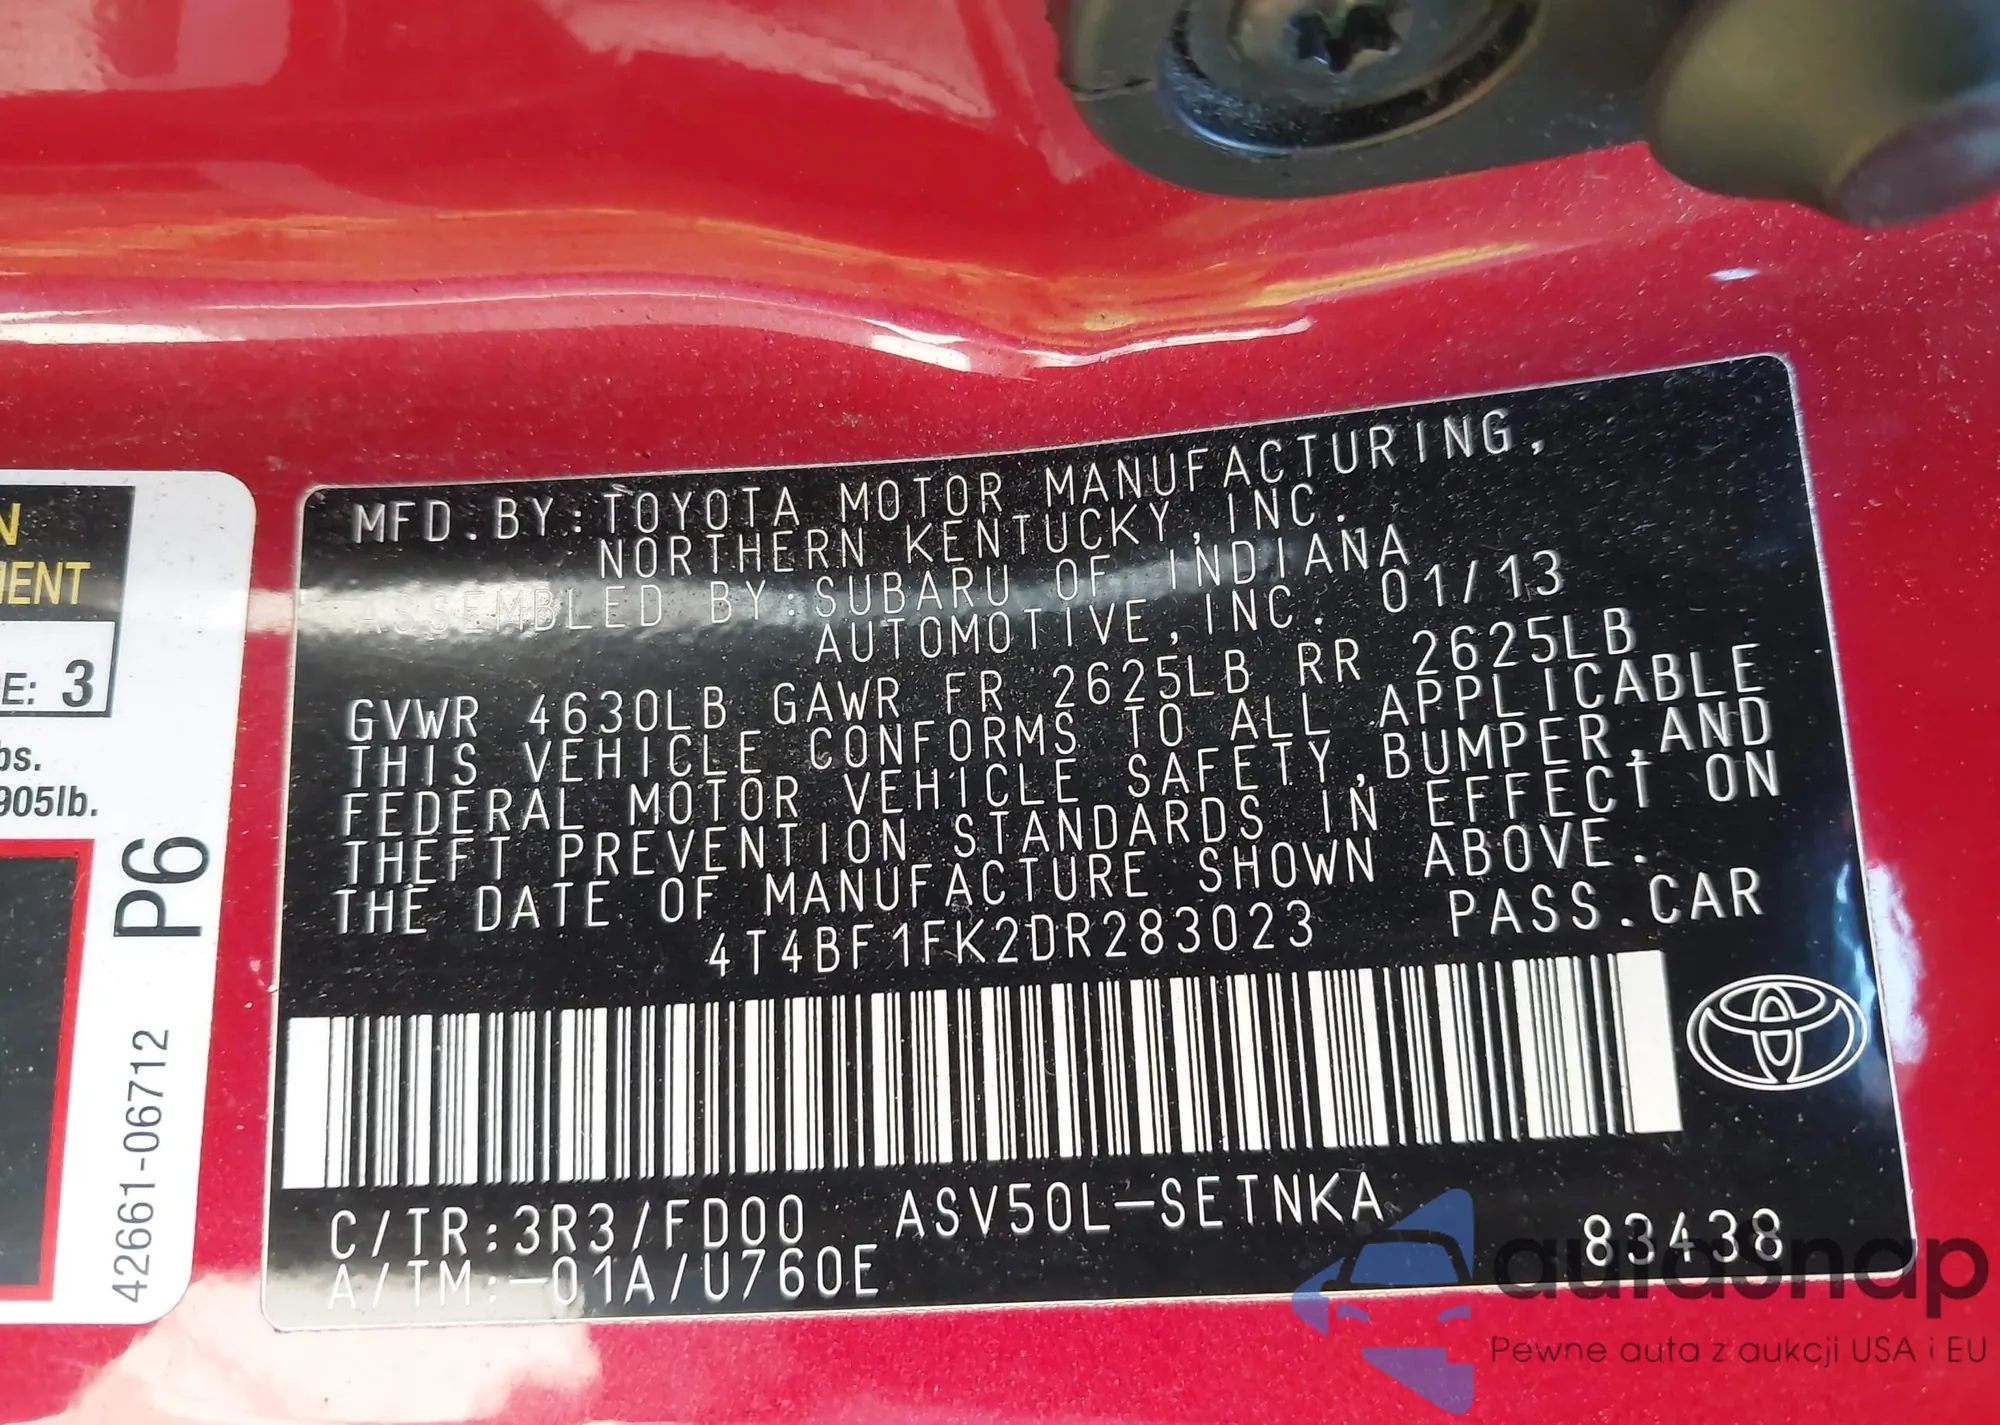 MFD.BY:TOYOTA MOTOR MANUFACTURING,
NORTHERN KENTUCKY,INC.
ASSEMBLED BY:SUBARU OF INDIANA
AUTOMOTIVE,INC. 01/13
GVWR 4630LB GAWR FR 2625LB RR 2625LB
THIS VEHICLE CONFORMS TO ALL APPLICABLE
FEDERAL MOTOR VEHICLE SAFETY,BUMPER,AND
THEFT PREVENTION STANDARDS IN EFFECT ON
THE DATE OF MANUFACTURE SHOWN ABOVE.
4T4BF1FK2DR283023 PASS.CAR
C/TR:3R3/FD00 ASV50L-SETNKA
A/TM:-01A/U760E 83438
N
MENT
E: 3
bs.
905lb.
P6
42661-06712
autasnap
Pewne auta z aukcji USA i EU